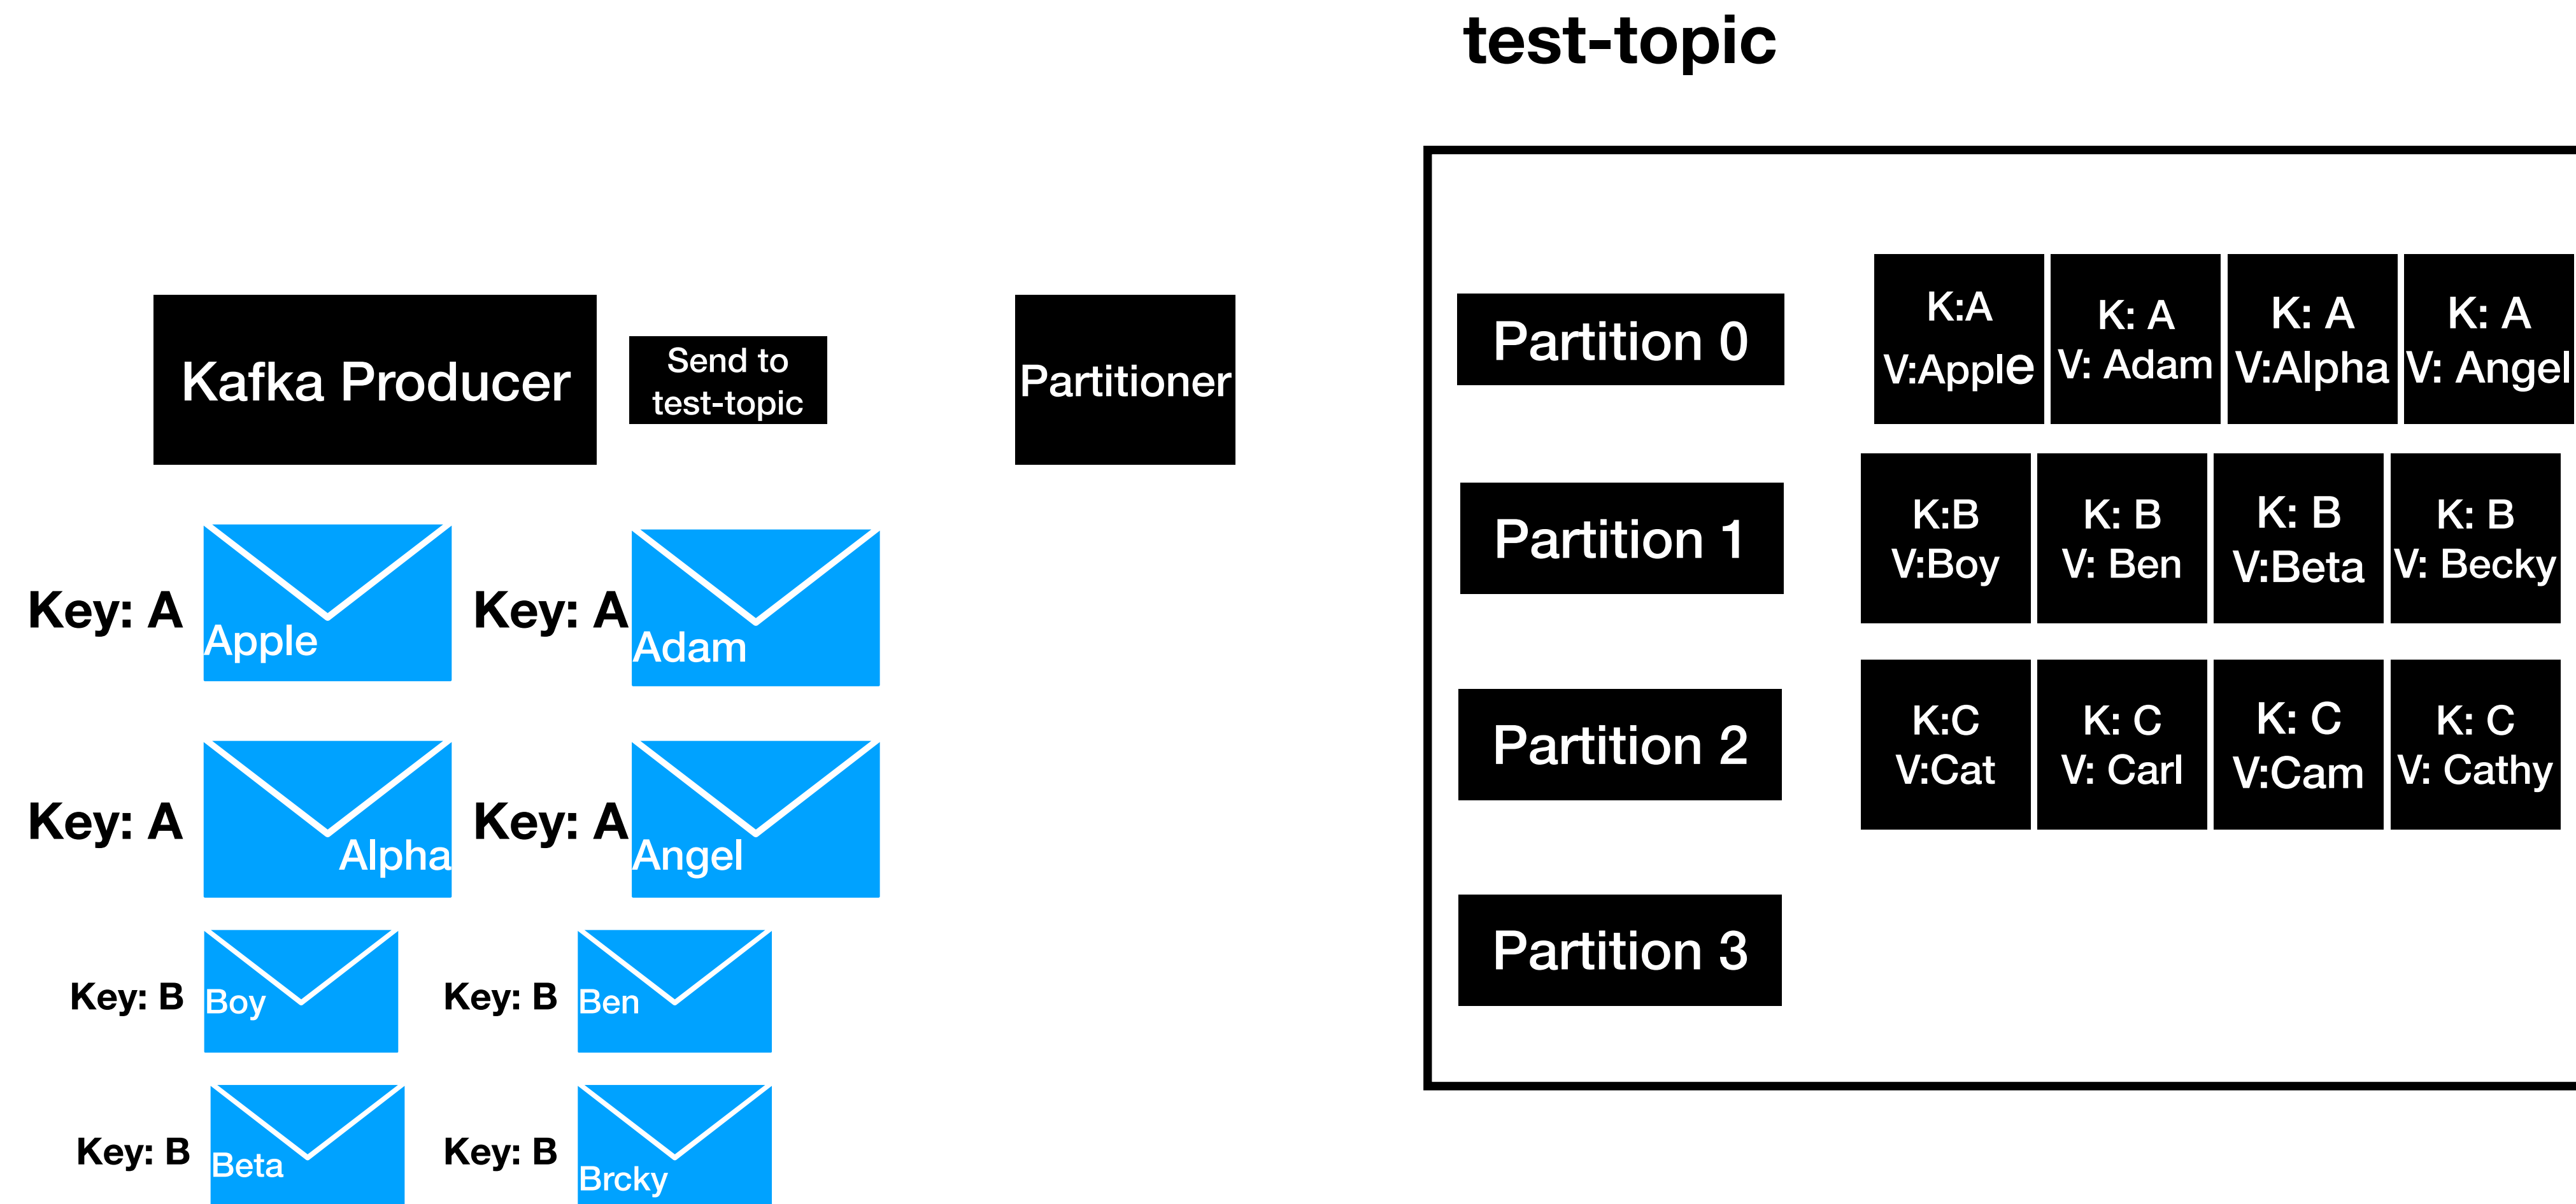 test-topic
Kafka Producer
Send to
test-topic
Partitioner
Key: A
Apple
Key: A
Adam
Key: A
Alpha
Key: A
Angel
Key: B
Boy
Key: B
Ben
Key: B
Beta
Key: B
Brcky
Partition 0
K:A
V:Apple
K: A
V: Adam
K: A
V:Alpha
K: A
V: Angel
Partition 1
K:B
V:Boy
K: B
V: Ben
K: B
V:Beta
K: B
V: Becky
Partition 2
K:C
V:Cat
K: C
V: Carl
K: C
V:Cam
K: C
V: Cathy
Partition 3